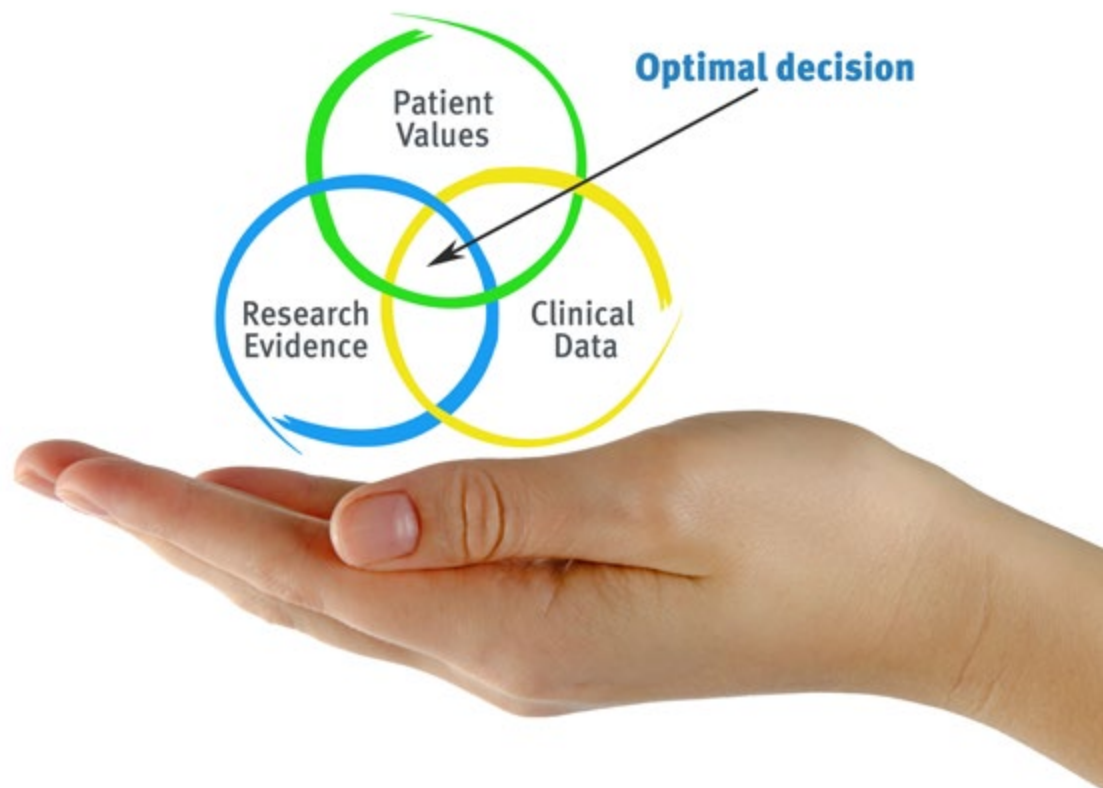 Optimal decision
Patient
Values
Research
Evidence
Clinical
Data